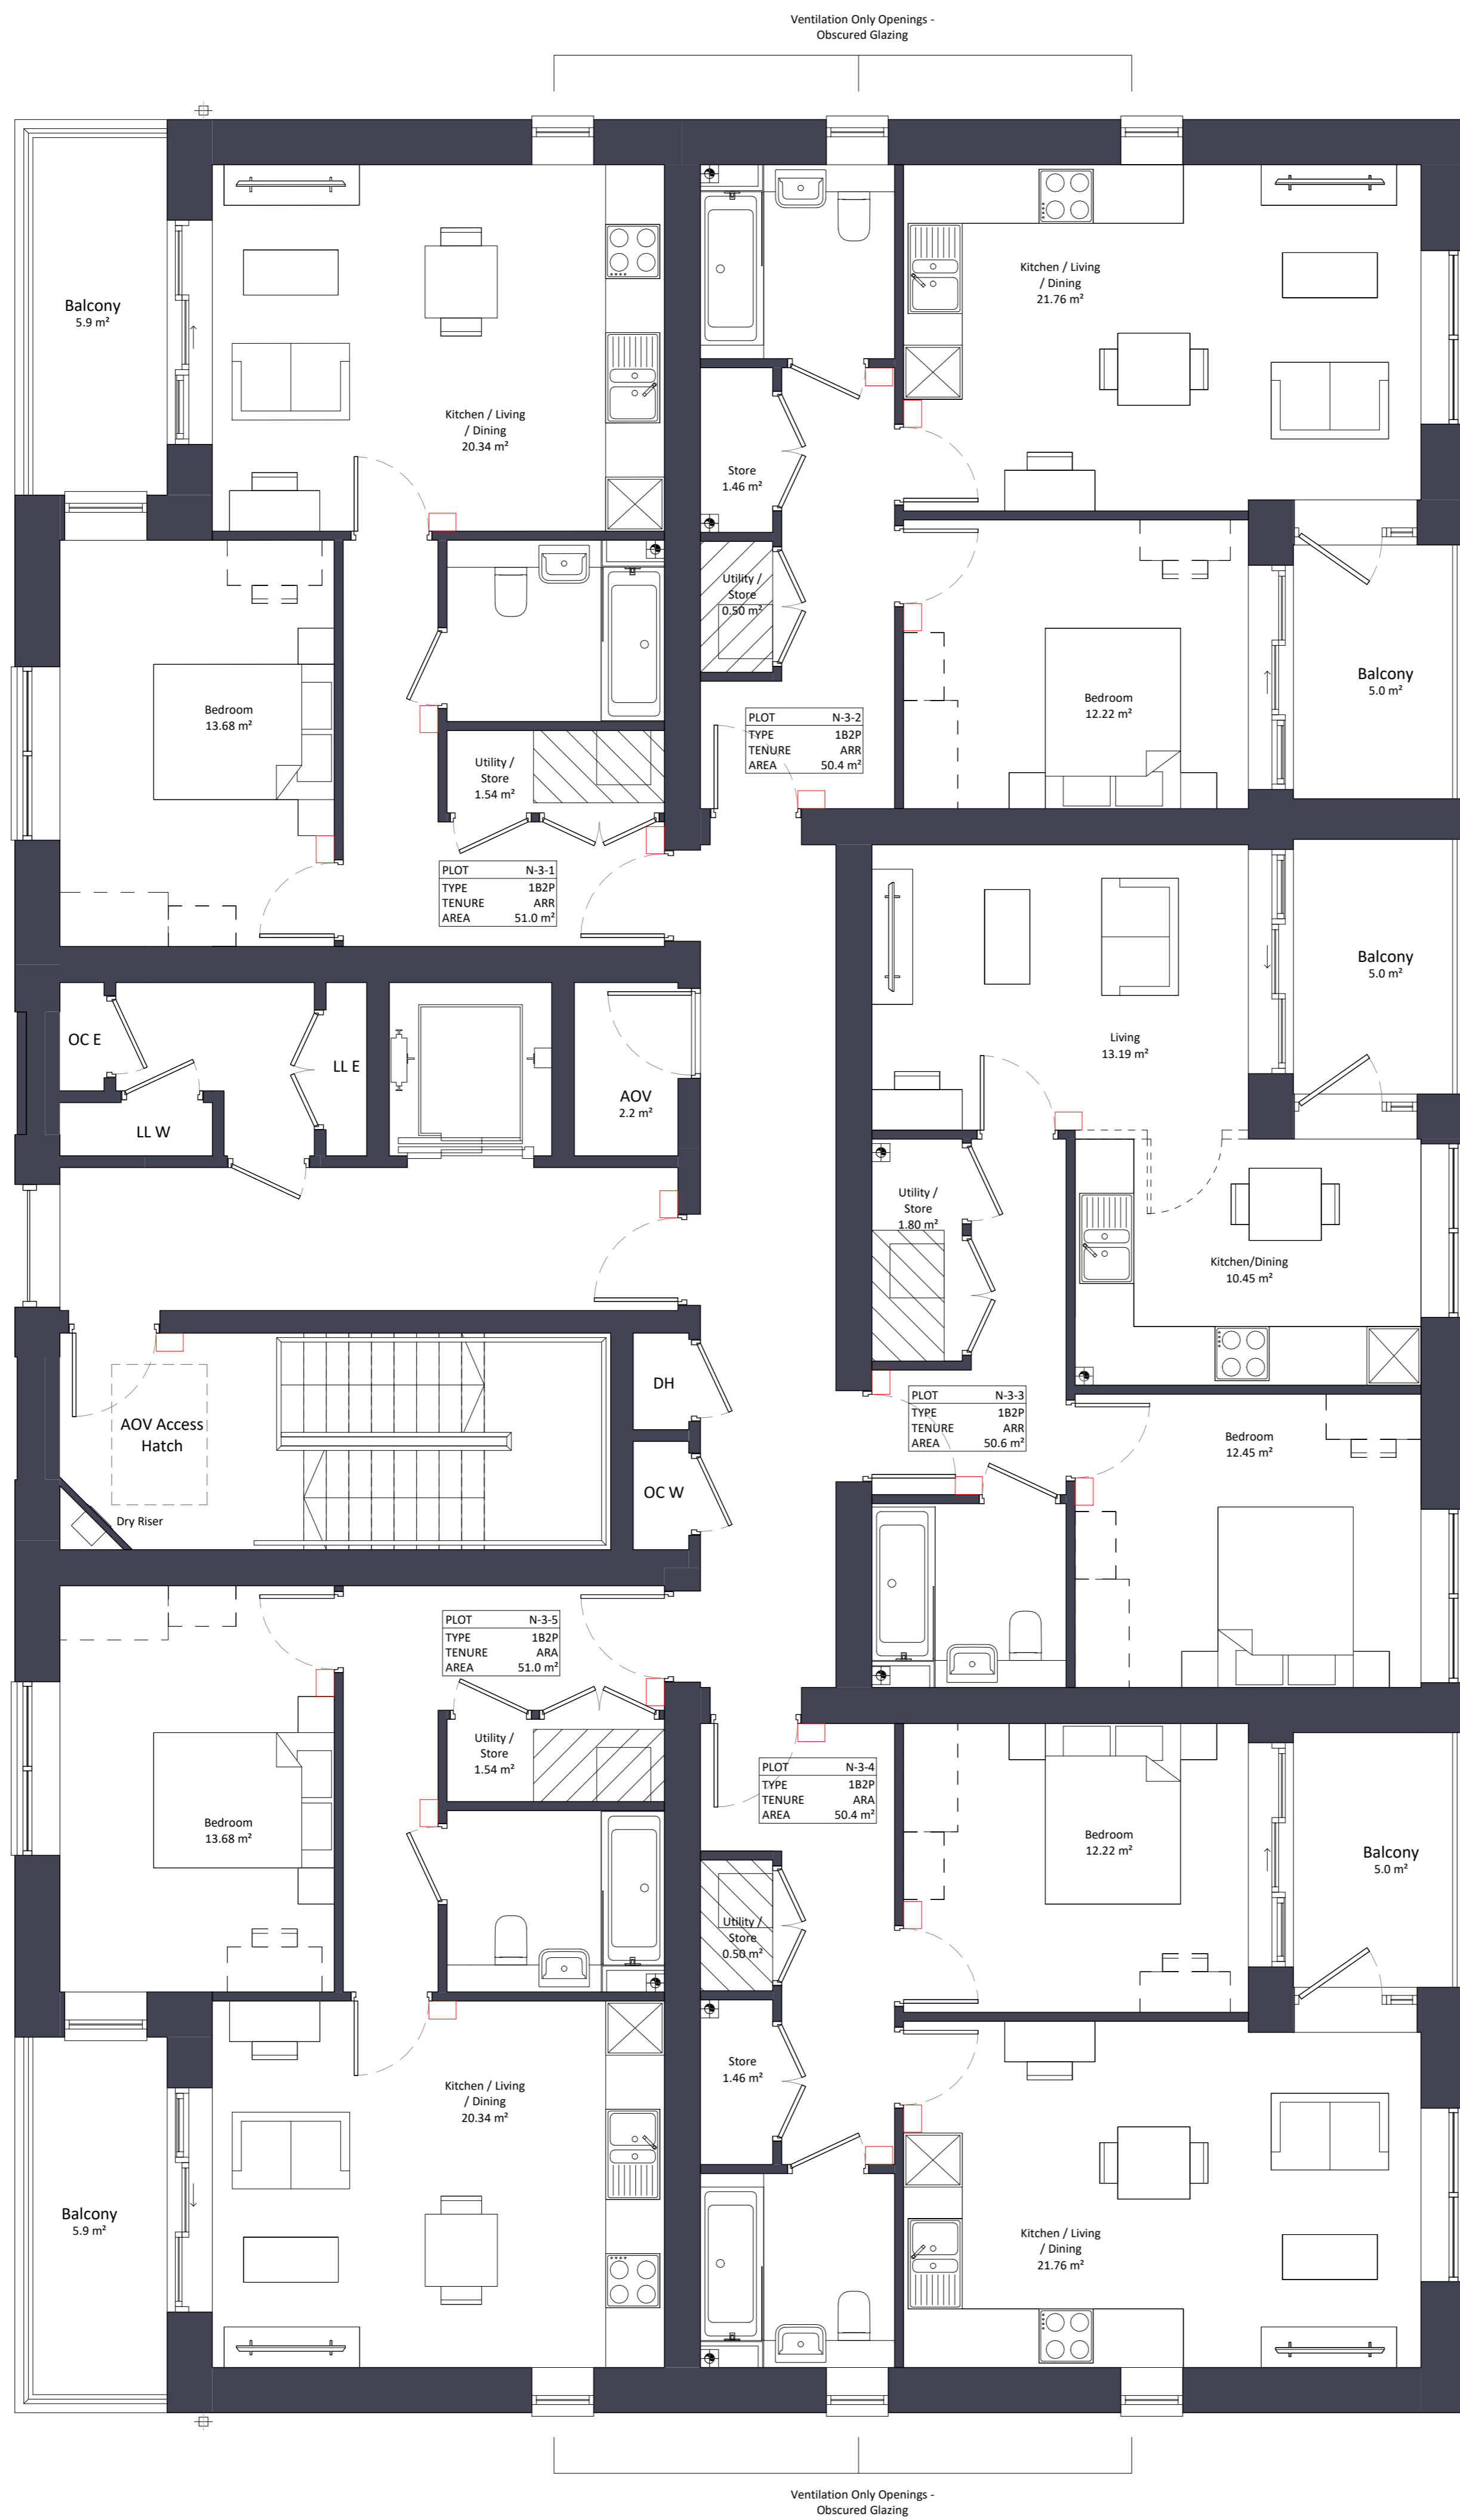 Ventilation Only Openings -
Obscured Glazing
Balcony
5.9 m²
Kitchen / Living
/ Dining
20.34 m²
Kitchen / Living
/ Dining
21.76 m²
Store
1.46 m²
Utility /
Store
0.50 m²
Bedroom
13.68 m²
Bedroom
12.22 m²
Balcony
5.0 m²
Utility /
Store
1.54 m²
PLOT N-3-2
TYPE 1B2P
TENURE ARR
AREA 50.4 m²
PLOT N-3-1
TYPE 1B2P
TENURE ARR
AREA 51.0 m²
Balcony
5.0 m²
Living
13.19 m²
OC E
LL E
LL W
AOV
2.2 m²
Utility /
Store
1.80 m²
Kitchen/Dining
10.45 m²
DH
AOV Access
Hatch
PLOT N-3-3
TYPE 1B2P
TENURE ARR
AREA 50.6 m²
Bedroom
12.45 m²
OC W
Dry Riser
PLOT N-3-5
TYPE 1B2P
TENURE ARA
AREA 51.0 m²
Utility /
Store
1.54 m²
PLOT N-3-4
TYPE 1B2P
TENURE ARA
AREA 50.4 m²
Bedroom
13.68 m²
Bedroom
12.22 m²
Balcony
5.0 m²
Utility /
Store
0.50 m²
Store
1.46 m²
Kitchen / Living
/ Dining
20.34 m²
Balcony
5.9 m²
Kitchen / Living
/ Dining
21.76 m²
Ventilation Only Openings -
Obscured Glazing